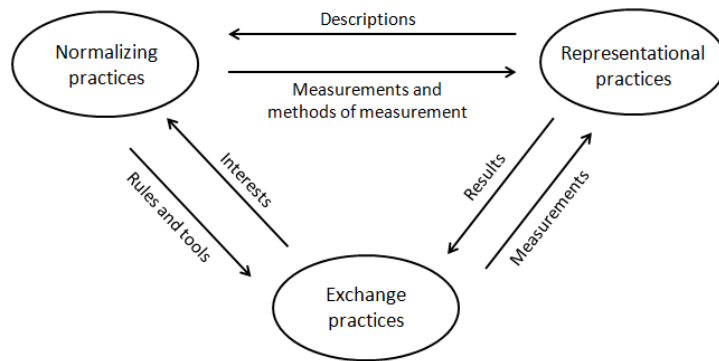 Descriptions
Normalizing
practices
Representational
practices
Measurements and
methods of measurement
Interests
Rules and tools
Results
Measurements
Exchange
practices